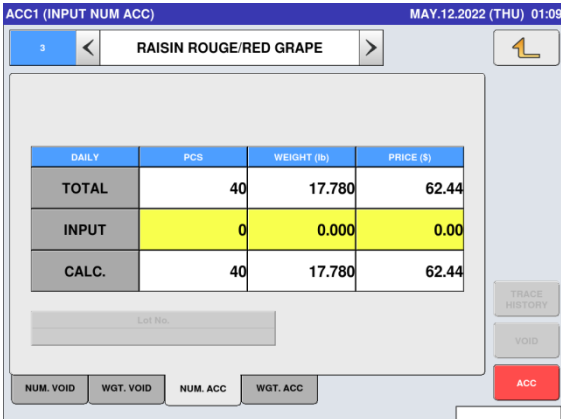 ACC1 (INPUT NUM ACC) MAY.12.2022 (THU) 01:09
3 RAISIN ROUGE/RED GRAPE
DAILY PCS WEIGHT (lb) PRICE ($)
TOTAL 40 17.780 62.44
INPUT 0 0.000 0.00
CALC. 40 17.780 62.44
Lot No.
TRACE
HISTORY
VOID
ACC
NUM. VOID WGT. VOID NUM. ACC WGT. ACC